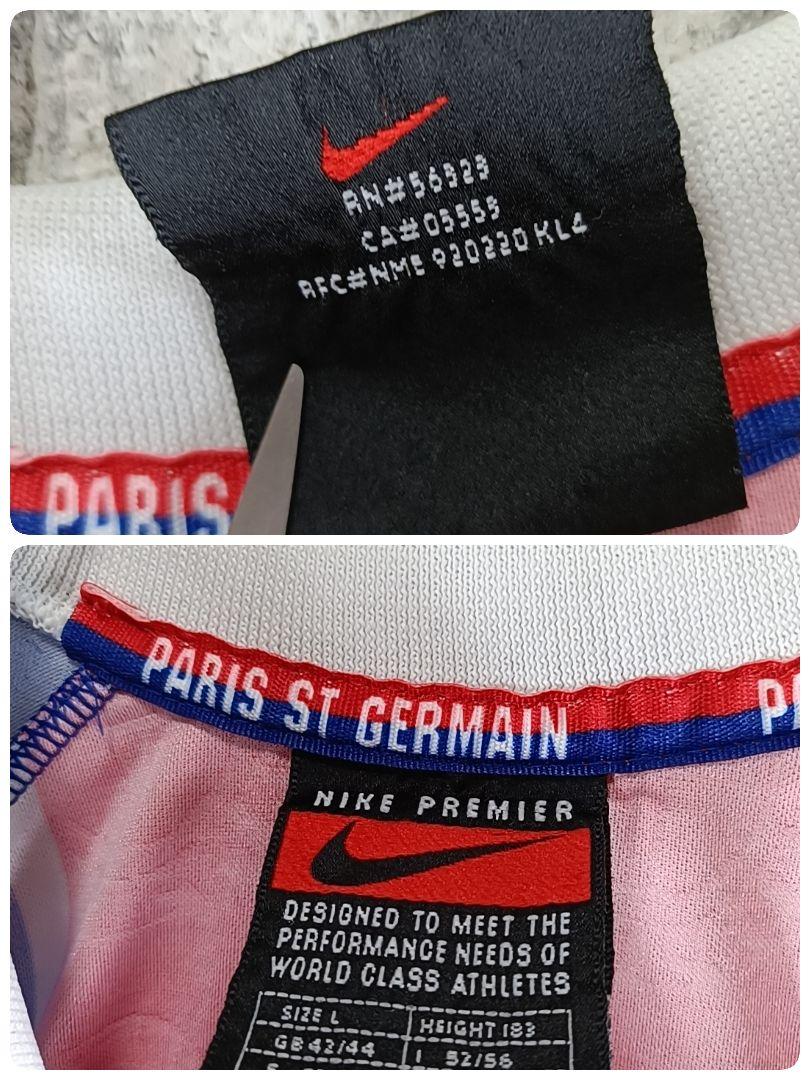 RN#56323
CA#05553
RFC#NME 920220 KL4
PARIS
PARIS ST GERMAIN
NIKE PREMIER
DESIGNED TO MEET THE
PERFORMANCE NEEDS OF
WORLD CLASS ATHLETES
SIZE L HEIGHT 183
GB 42/44 I 52/56